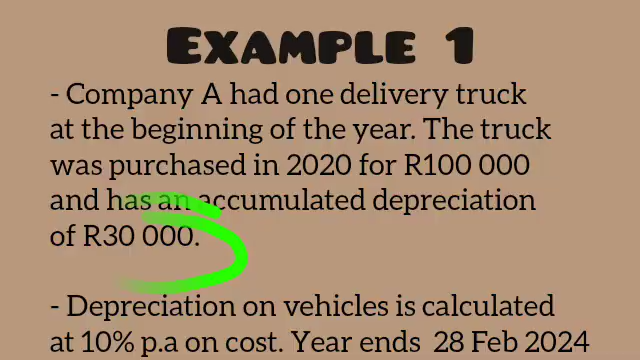 EXAMPLE 1
- Company A had one delivery truck
at the beginning of the year. The truck
was purchased in 2020 for R100 000
and has an accumulated depreciation
of R30 000.
- Depreciation on vehicles is calculated
at 10% p.a on cost. Year ends 28 Feb 2024